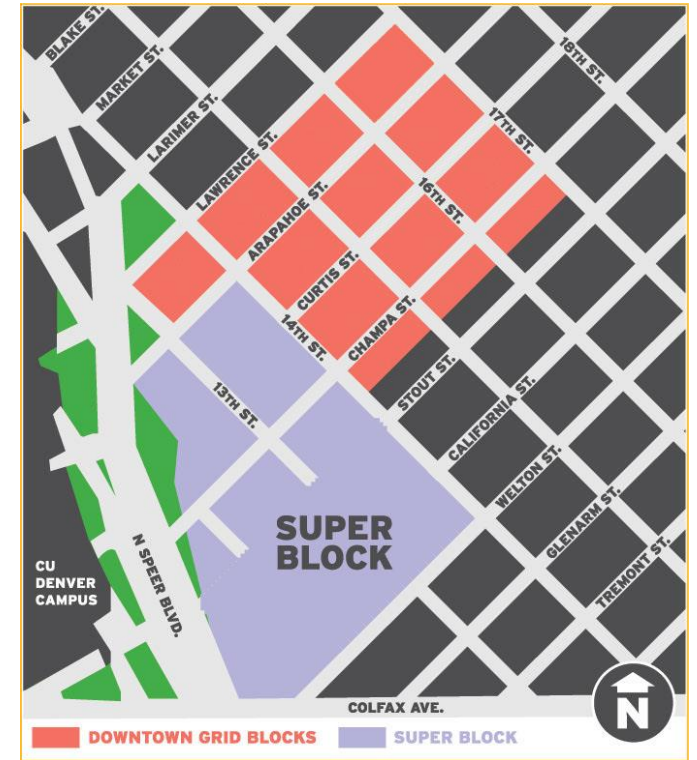 BLAKE ST.
MARKET ST.
LARIMER ST.
LAWRENCE ST.
ARAPAHOE ST.
CURTIS ST.
CHAMPA ST.
STOUT ST.
CALIFORNIA ST.
WELTON ST.
GLENARM ST.
TREMONT ST.
18TH ST.
17TH ST.
16TH ST.
14TH ST.
13TH ST.
SUPER
BLOCK
CU
DENVER
CAMPUS
N SPEER BLVD.
COLFAX AVE.
N
DOWNTOWN GRID BLOCKS
SUPER BLOCK